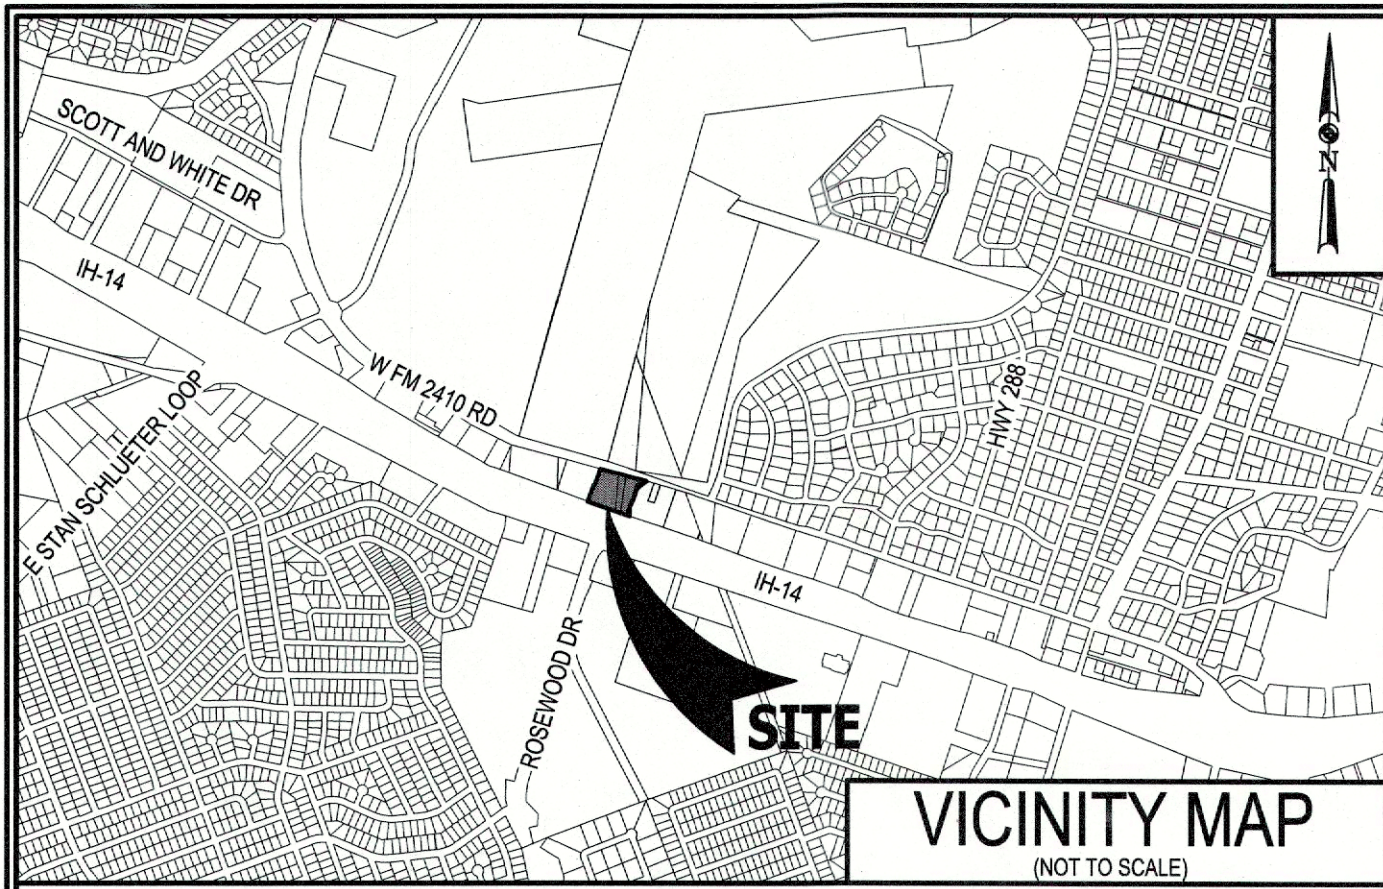 SCOTT AND WHITE DR
N
IH-14
W FM 2410 RD
E STAN SCHLUETER LOOP
HWY 288
IH-14
ROSEWOOD DR
SITE
VICINITY MAP
(NOT TO SCALE)